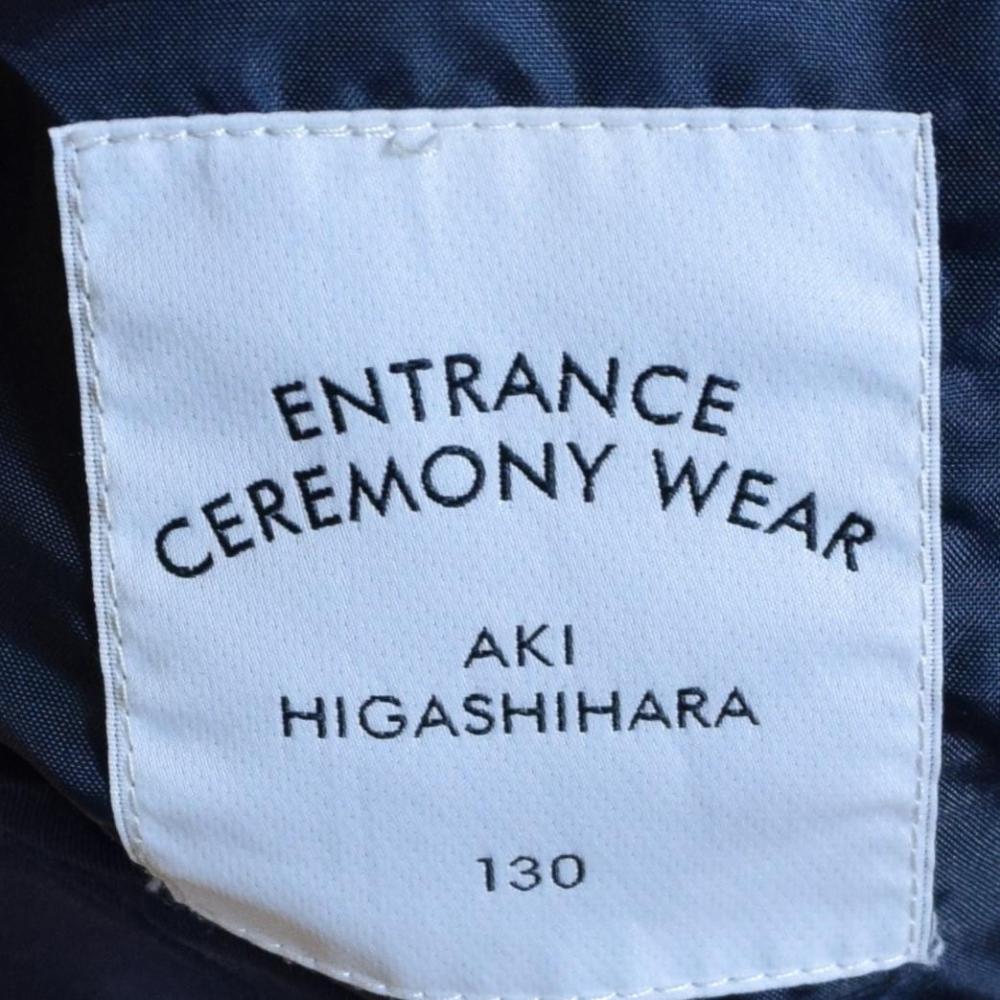 ENTRANCE
CEREMONY WEAR
AKI
HIGASHIHARA
130